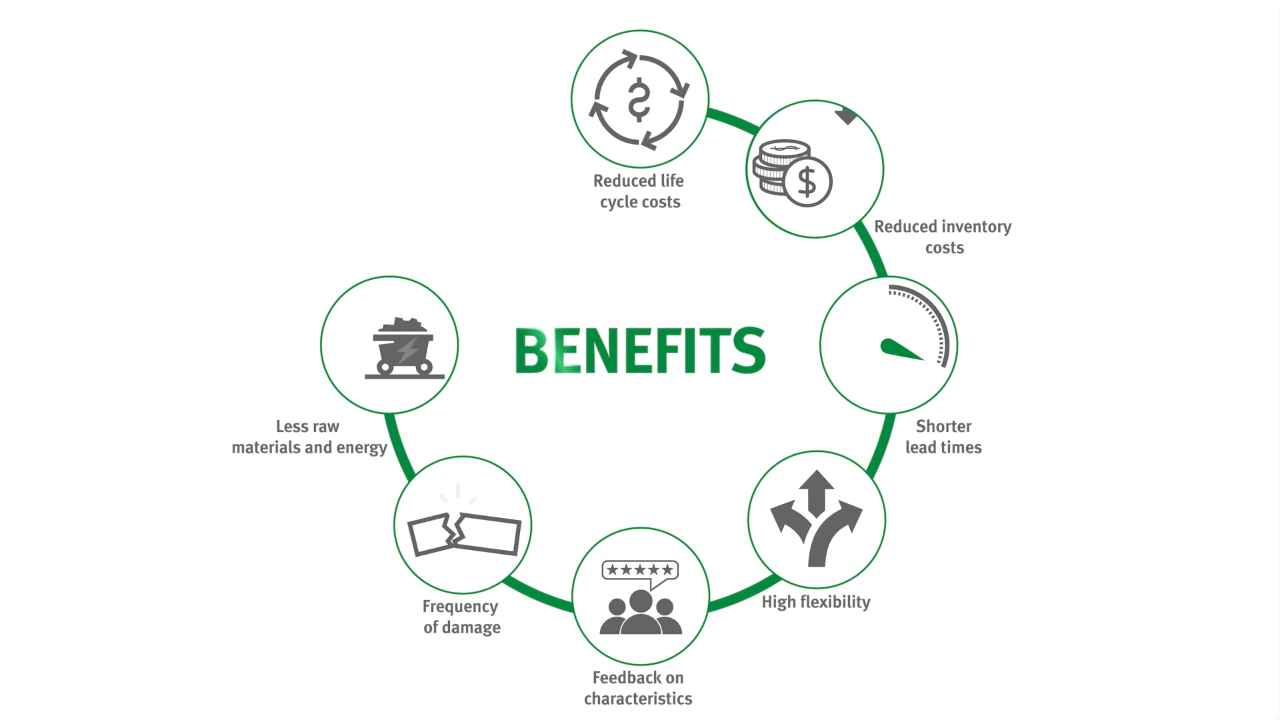 Reduced life
cycle costs
Reduced inventory
costs
BENEFITS
Shorter
lead times
Less raw
materials and energy
High flexibility
Frequency
of damage
Feedback on
characteristics